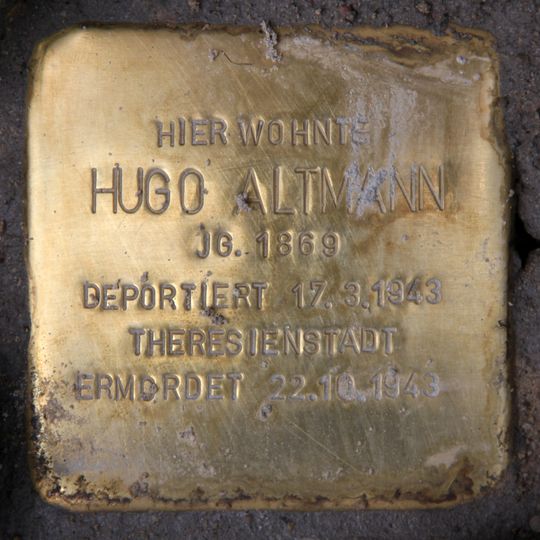 HIER WOHNTE
HUGO ALTMANN
JG. 1869
DEPORTIERT 17.3.1943
THERESIENSTADT
ERMORDET 22.10.1943